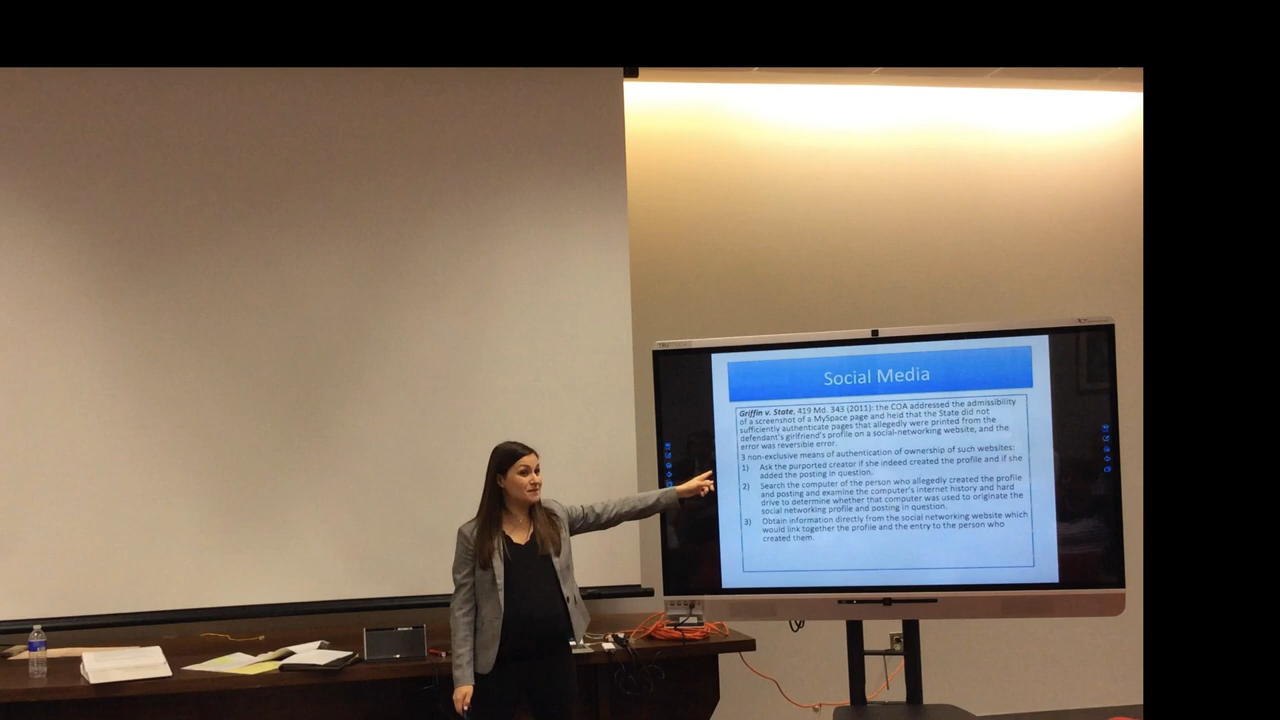 Social Media
Griffin v. State, 419 Md. 343 (2011): the COA addressed the admissibility
of a screenshot of a MySpace page and held that the State did not
sufficiently authenticate pages that allegedly were printed from the
defendant's girlfriend's profile on a social-networking website, and the
error was reversible error.
3 non-exclusive means of authentication of ownership of such websites:
1) Ask the purported creator if she indeed created the profile and if she
added the posting in question.
2) Search the computer of the person who allegedly created the profile
and posting and examine the computer's internet history and hard
drive to determine whether that computer was used to originate the
social networking profile and posting in question.
3) Obtain information directly from the social networking website which
would link together the profile and the entry to the person who
created them.